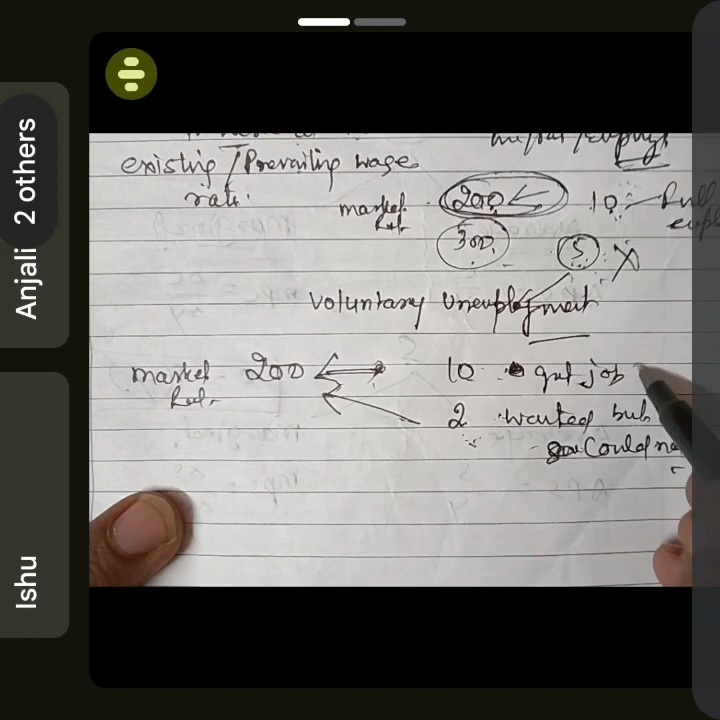 existing / Prevailing wage
rate.
market 200 10 Full
Rate 300 5
Voluntary Unemployment
market 200 10 got job
Rate 2 wanted but
Could no
Anjali 2 others
Ishu